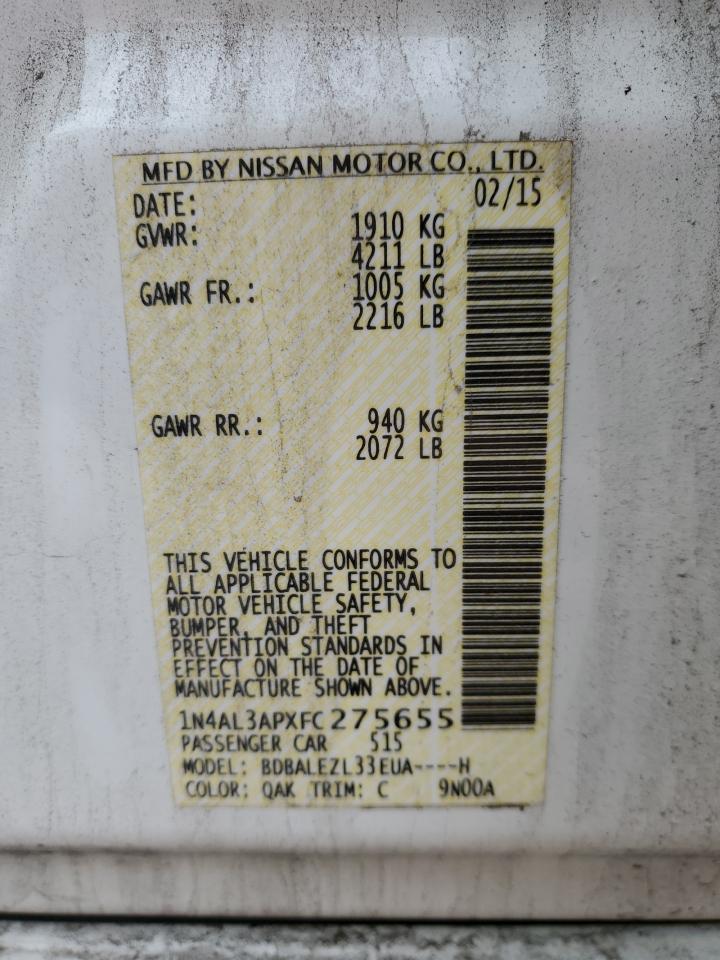 MFD BY NISSAN MOTOR CO., LTD.
DATE: 02/15
GVWR: 1910 KG
4211 LB
GAWR FR.: 1005 KG
2216 LB
GAWR RR.: 940 KG
2072 LB
THIS VEHICLE CONFORMS TO
ALL APPLICABLE FEDERAL
MOTOR VEHICLE SAFETY,
BUMPER, AND THEFT
PREVENTION STANDARDS IN
EFFECT ON THE DATE OF
MANUFACTURE SHOWN ABOVE.
1N4AL3APXFC275655
PASSENGER CAR 515
MODEL: BDBALEZL33EUA----H
COLOR: QAK TRIM: C 9N00A